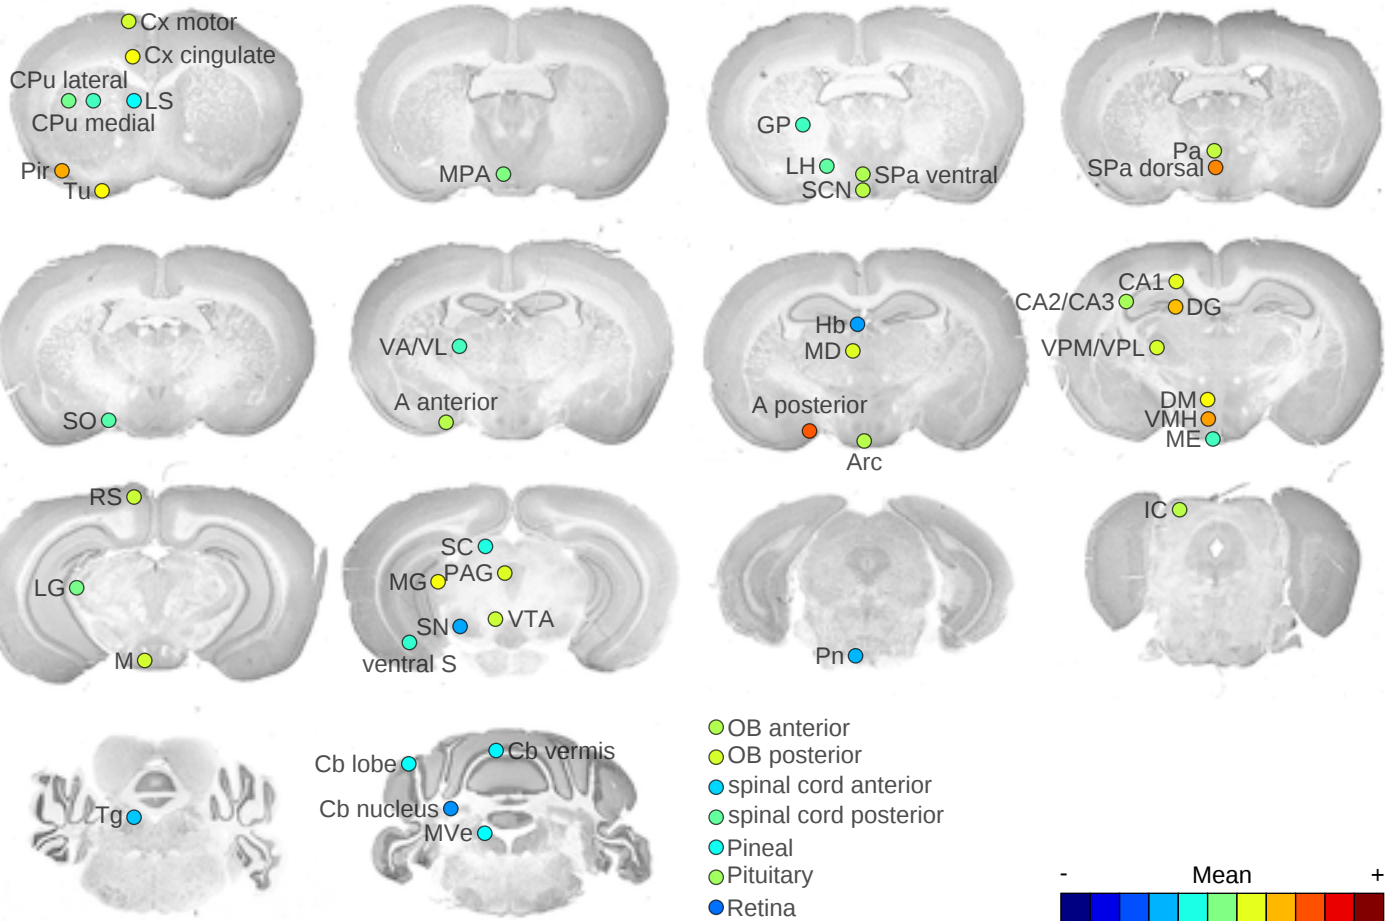 Cx motor
Cx cingulate
CPu lateral
LS
CPu medial
Pir
Tu
MPA
GP
LH
SPa ventral
SCN
Pa
SPa dorsal
SO
VA/VL
A anterior
Hb
MD
A posterior
Arc
CA1
CA2/CA3
DG
VPM/VPL
DM
VMH
ME
RS
LG
M
SC
MG
PAG
SN
VTA
ventral S
Pn
IC
Tg
Cb lobe
Cb vermis
Cb nucleus
MVe
OB anterior
OB posterior
spinal cord anterior
spinal cord posterior
Pineal
Pituitary
Retina
- Mean +